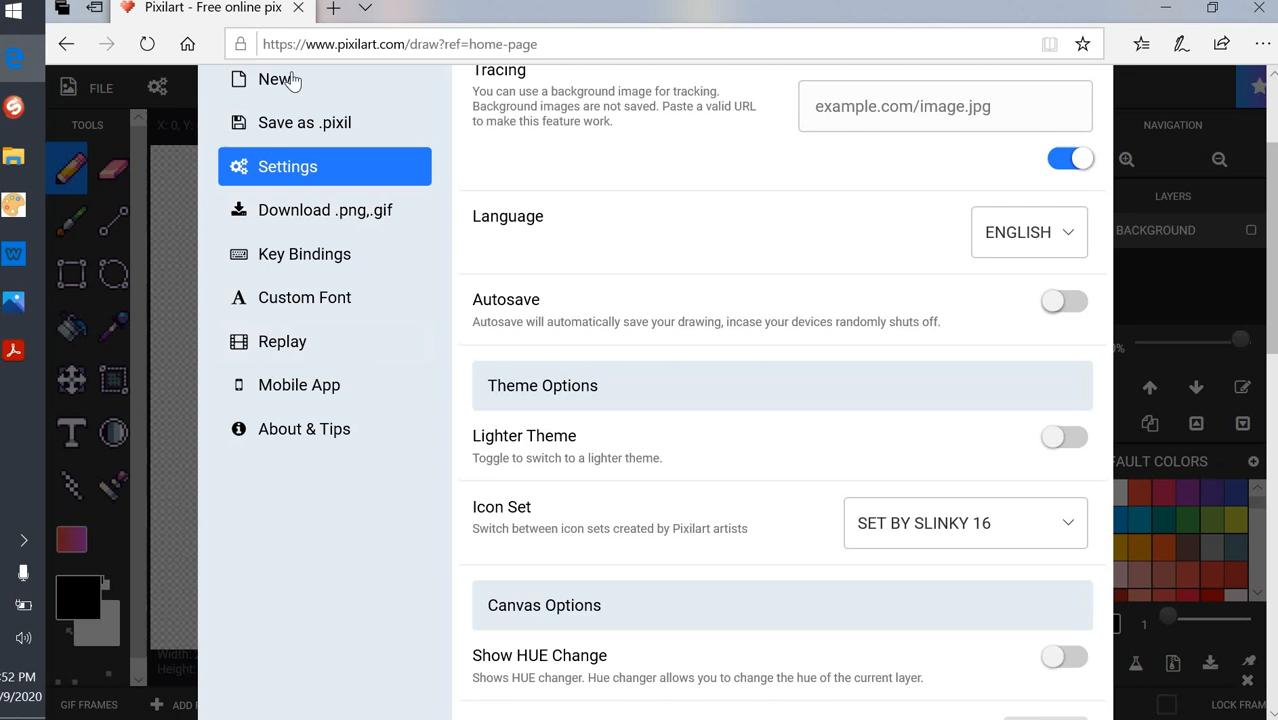 Pixilart - Free online pix
https://www.pixilart.com/draw?ref=home-page
FILE
TOOLS
X: 0, Y:
New
Save as .pixil
Settings
Download .png,.gif
Key Bindings
Custom Font
Replay
Mobile App
About & Tips
Tracing
You can use a background image for tracking.
Background images are not saved. Paste a valid URL
to make this feature work.
example.com/image.jpg
Language
ENGLISH
Autosave
Autosave will automatically save your drawing, incase your devices randomly shuts off.
Theme Options
Lighter Theme
Toggle to switch to a lighter theme.
Icon Set
Switch between icon sets created by Pixilart artists
SET BY SLINKY 16
Canvas Options
Show HUE Change
Shows HUE changer. Hue changer allows you to change the hue of the current layer.
NAVIGATION
LAYERS
BACKGROUND
%
FAULT COLORS
1
LOCK FRAM
Width:
Height:
GIF FRAMES
ADD F
:52 PM
/9/2020